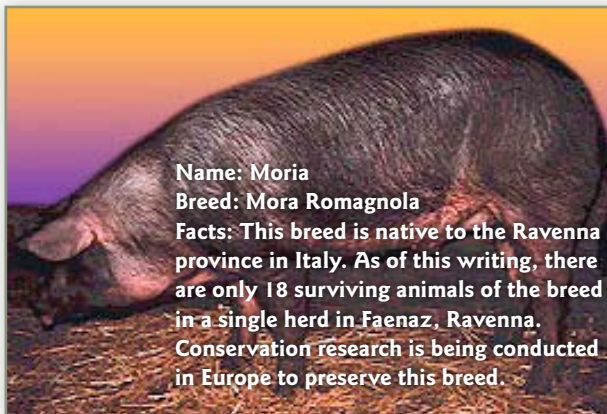 Name: Moria
Breed: Mora Romagnola
Facts: This breed is native to the Ravenna
province in Italy. As of this writing, there
are only 18 surviving animals of the breed
in a single herd in Faenaz, Ravenna.
Conservation research is being conducted
in Europe to preserve this breed.